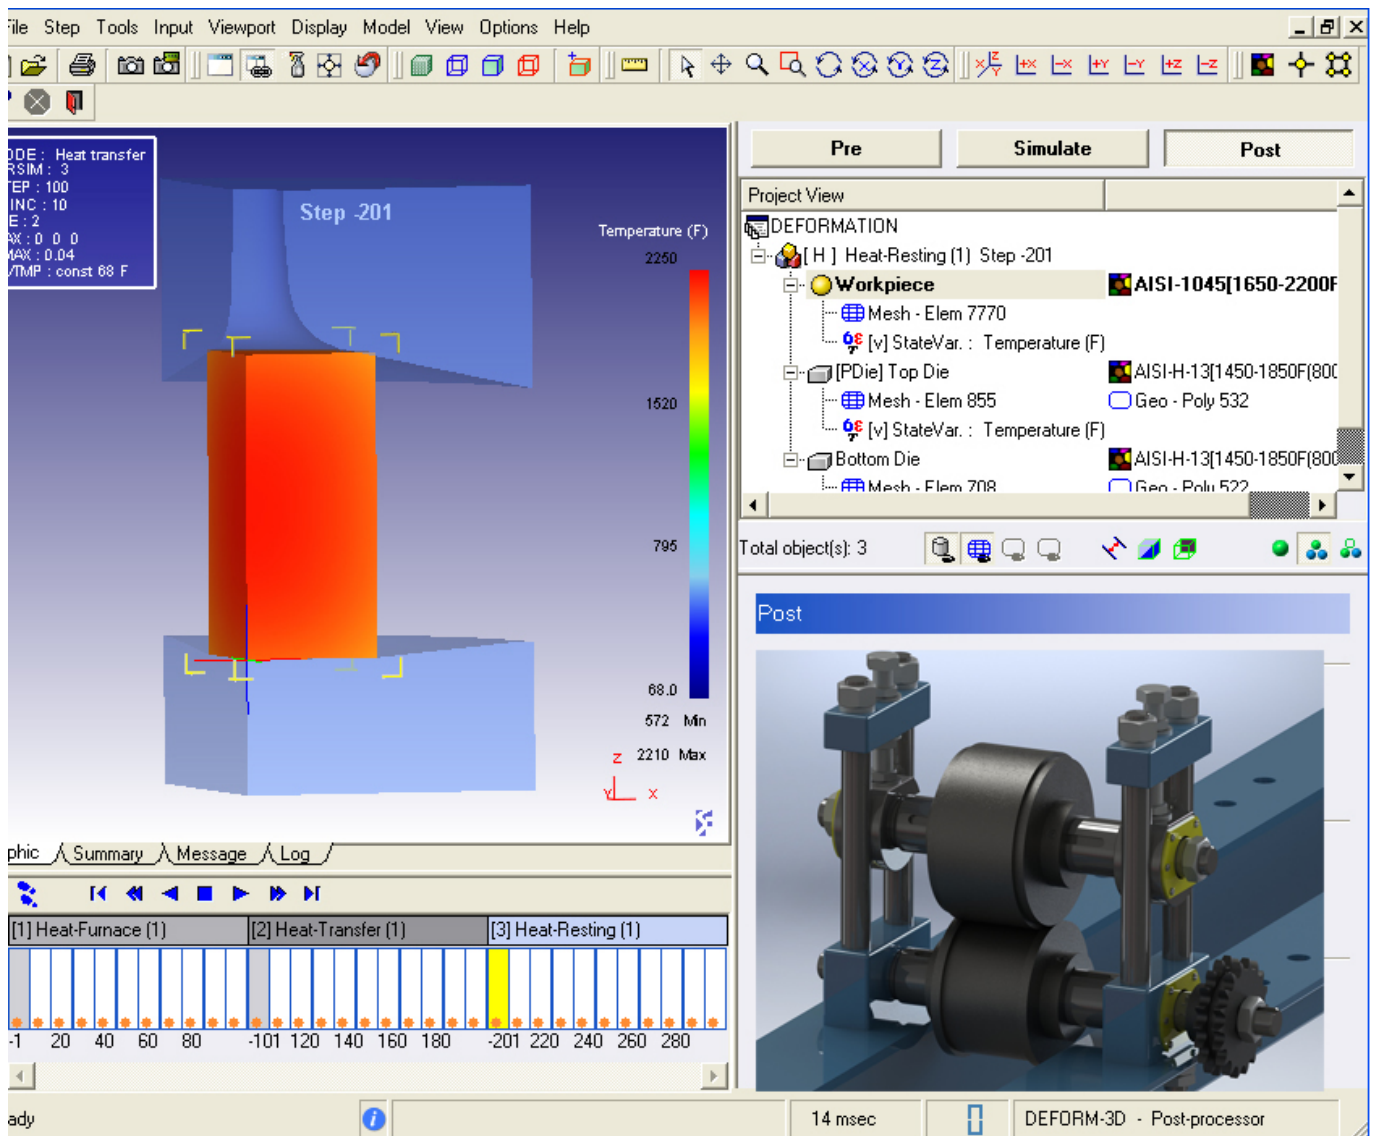 File Step Tools Input Viewport Display Model View Options Help
ODE : Heat transfer
RSIM : 3
TEP : 100
INC : 10
E : 2
AX : 0 0 0
MAX : 0.04
/TMP : const 68 F
Step -201
Temperature (F)
2250
1520
795
68.0
572 Min
2210 Max
Z
Y X
Pre Simulate Post
Project View
DEFORMATION
[ H ] Heat-Resting (1) Step -201
Workpiece AISI-1045[1650-2200F
Mesh - Elem 7770
[v] StateVar. : Temperature (F)
[PDie] Top Die AISI-H-13[1450-1850F(800
Mesh - Elem 855 Geo - Poly 532
[v] StateVar. : Temperature (F)
Bottom Die AISI-H-13[1450-1850F(800
Mesh - Elem 708 Geo - Poly 522
Total object(s): 3
Post
phic Summary Message Log
[1] Heat-Furnace (1) [2] Heat-Transfer (1) [3] Heat-Resting (1)
-1 20 40 60 80 -101 120 140 160 180 -201 220 240 260 280
ady 14 msec DEFORM-3D - Post-processor